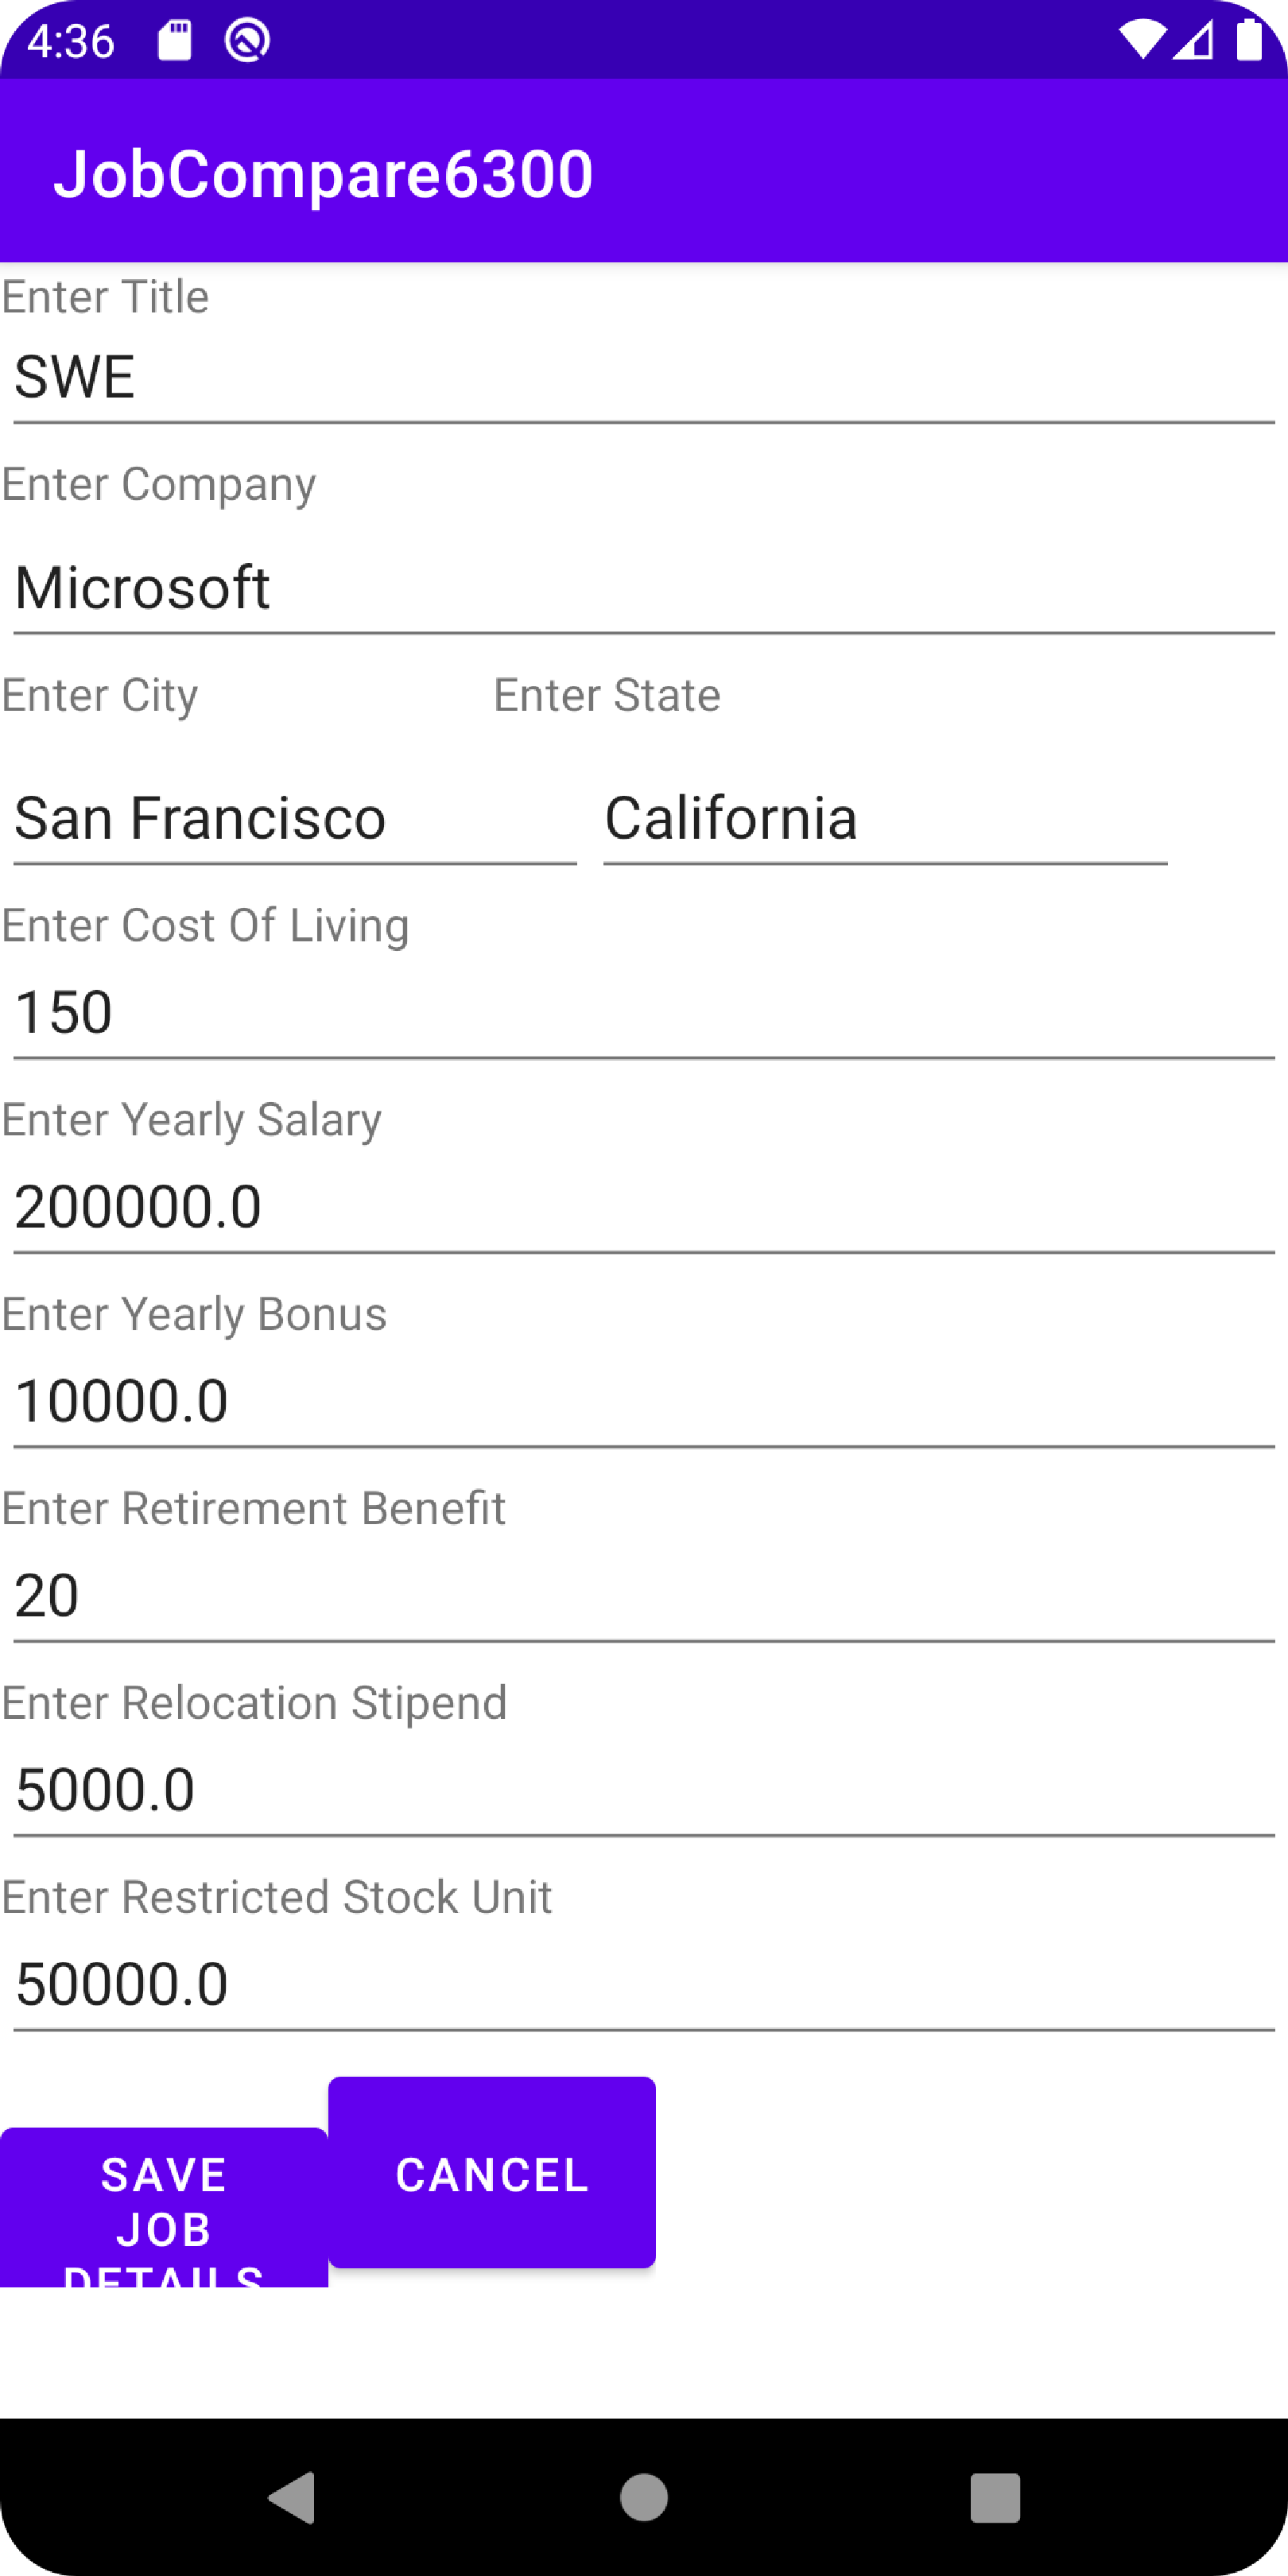 4:36
JobCompare6300
Enter Title
SWE
Enter Company
Microsoft
Enter City Enter State
San Francisco California
Enter Cost Of Living
150
Enter Yearly Salary
200000.0
Enter Yearly Bonus
10000.0
Enter Retirement Benefit
20
Enter Relocation Stipend
5000.0
Enter Restricted Stock Unit
50000.0
SAVE
JOB
DETAILS
CANCEL